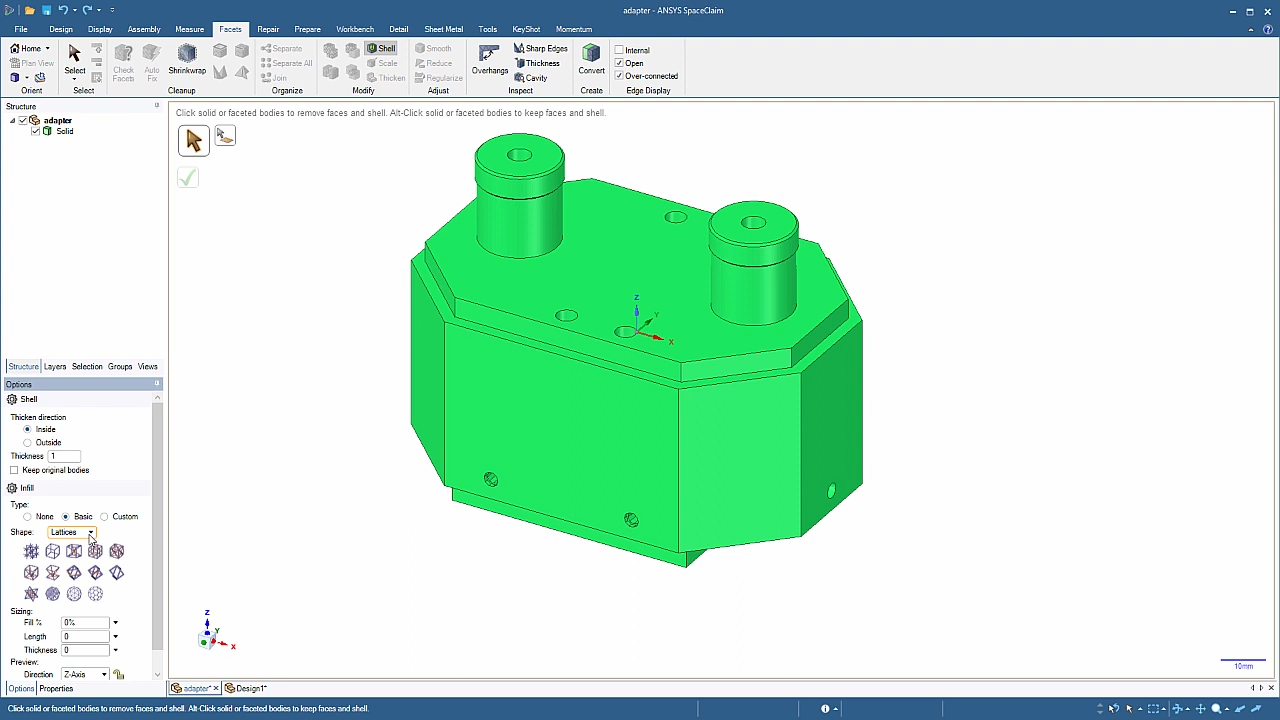 adapter - ANSYS SpaceClaim
File Design Display Assembly Measure Facets Repair Prepare Workbench Detail Sheet Metal Tools KeyShot Momentum
Home
Plan View
Orient
Select
Select
Check Facets
Auto Fix
Shrinkwrap
Cleanup
Separate
Separate All
Join
Organize
Shell
Scale
Thicken
Modify
Smooth
Reduce
Regularize
Adjust
Overhangs
Sharp Edges
Thickness
Cavity
Inspect
Convert
Create
Internal
Open
Over-connected
Edge Display
Structure
adapter
Solid
Click solid or faceted bodies to remove faces and shell. Alt-Click solid or faceted bodies to keep faces and shell.
Z
Y
X
Structure Layers Selection Groups Views
Options
Shell
Thicken direction
Inside
Outside
Thickness 1
Keep original bodies
Infill
Type:
None Basic Custom
Shape: Lattices
Sizing:
Fill % 0%
Length 0
Thickness 0
Preview:
Direction Z-Axis
Z
Y
X
10mm
Options Properties
adapter* Design1*
Click solid or faceted bodies to remove faces and shell. Alt-Click solid or faceted bodies to keep faces and shell.